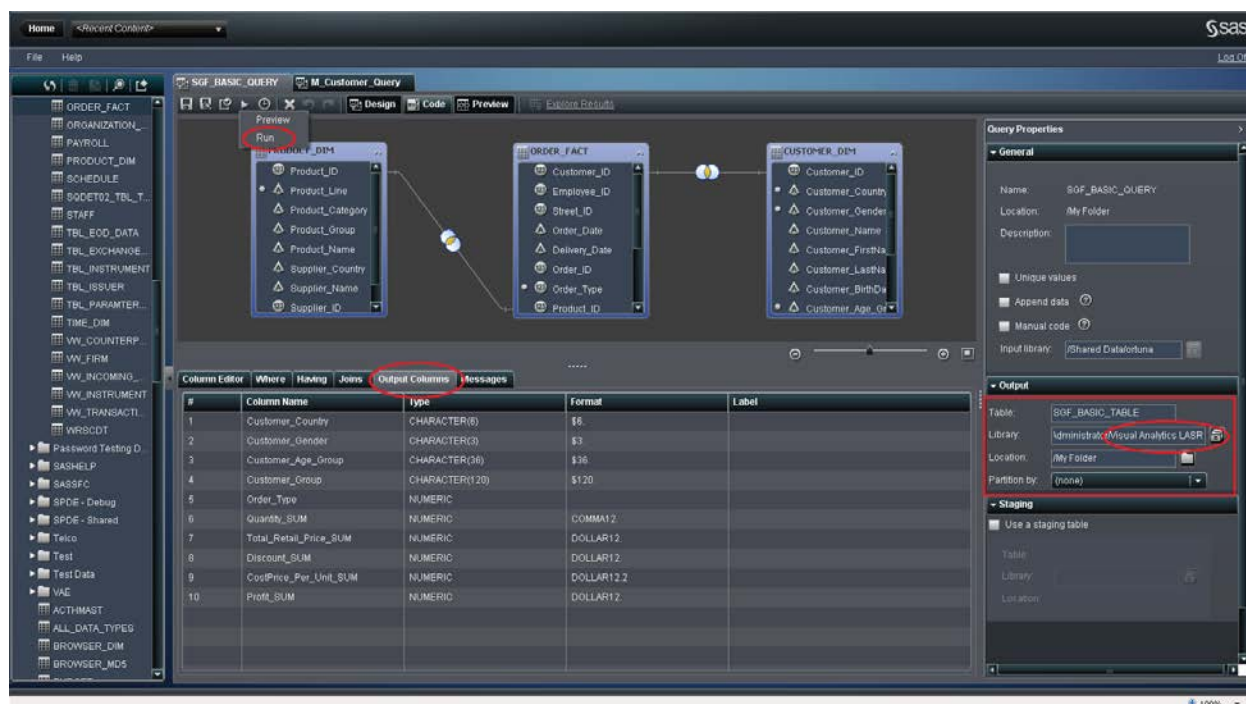 Home <Recent Content>
§sas
File Help
Log Of
SGF_BASIC_QUERY M_Customer_Query
Design Code Preview Explore Results
Preview
Run
ORDER_FACT
ORGANIZATION_...
PAYROLL
PRODUCT_DIM
SCHEDULE
SQDET02_TBL_T...
STAFF
TBL_EOD_DATA
TBL_EXCHANGE...
TBL_INSTRUMENT
TBL_ISSUER
TBL_PARAMTER...
TIME_DIM
VW_COUNTERP...
VW_FIRM
VW_INCOMING_...
VW_INSTRUMENT
VW_TRANSACTI...
WRSCDT
Password Testing D...
SASHELP
SASSFC
SPDE - Debug
SPDE - Shared
Telco
Test
Test Data
VAE
ACTHMAST
ALL_DATA_TYPES
BROWSER_DIM
BROWSER_MD5
PRODUCT_DIM
Product_ID
Product_Line
Product_Category
Product_Group
Product_Name
Supplier_Country
Supplier_Name
Supplier_ID
ORDER_FACT
Customer_ID
Employee_ID
Street_ID
Order_Date
Delivery_Date
Order_ID
Order_Type
Product_ID
CUSTOMER_DIM
Customer_ID
Customer_Country
Customer_Gender
Customer_Name
Customer_FirstNa
Customer_LastNa
Customer_BirthDa
Customer_Age_Gr
Column Editor Where Having Joins Output Columns Messages
# Column Name Type Format Label
1 Customer_Country CHARACTER(6) $6.
2 Customer_Gender CHARACTER(3) $3.
3 Customer_Age_Group CHARACTER(36) $36.
4 Customer_Group CHARACTER(120) $120.
5 Order_Type NUMERIC
6 Quantity_SUM NUMERIC COMMA12.
7 Total_Retail_Price_SUM NUMERIC DOLLAR12.
8 Discount_SUM NUMERIC DOLLAR12.
9 CostPrice_Per_Unit_SUM NUMERIC DOLLAR12.2
10 Profit_SUM NUMERIC DOLLAR12.
Query Properties
General
Name: SGF_BASIC_QUERY
Location: /My Folder
Description:
Unique values
Append data
Manual code
Input library: /Shared Data/ortuna
Output
Table: SGF_BASIC_TABLE
Library: \dministrator/Visual Analytics LASR
Location: /My Folder
Partition by: (none)
Staging
Use a staging table
Table:
Library:
Location:
100%